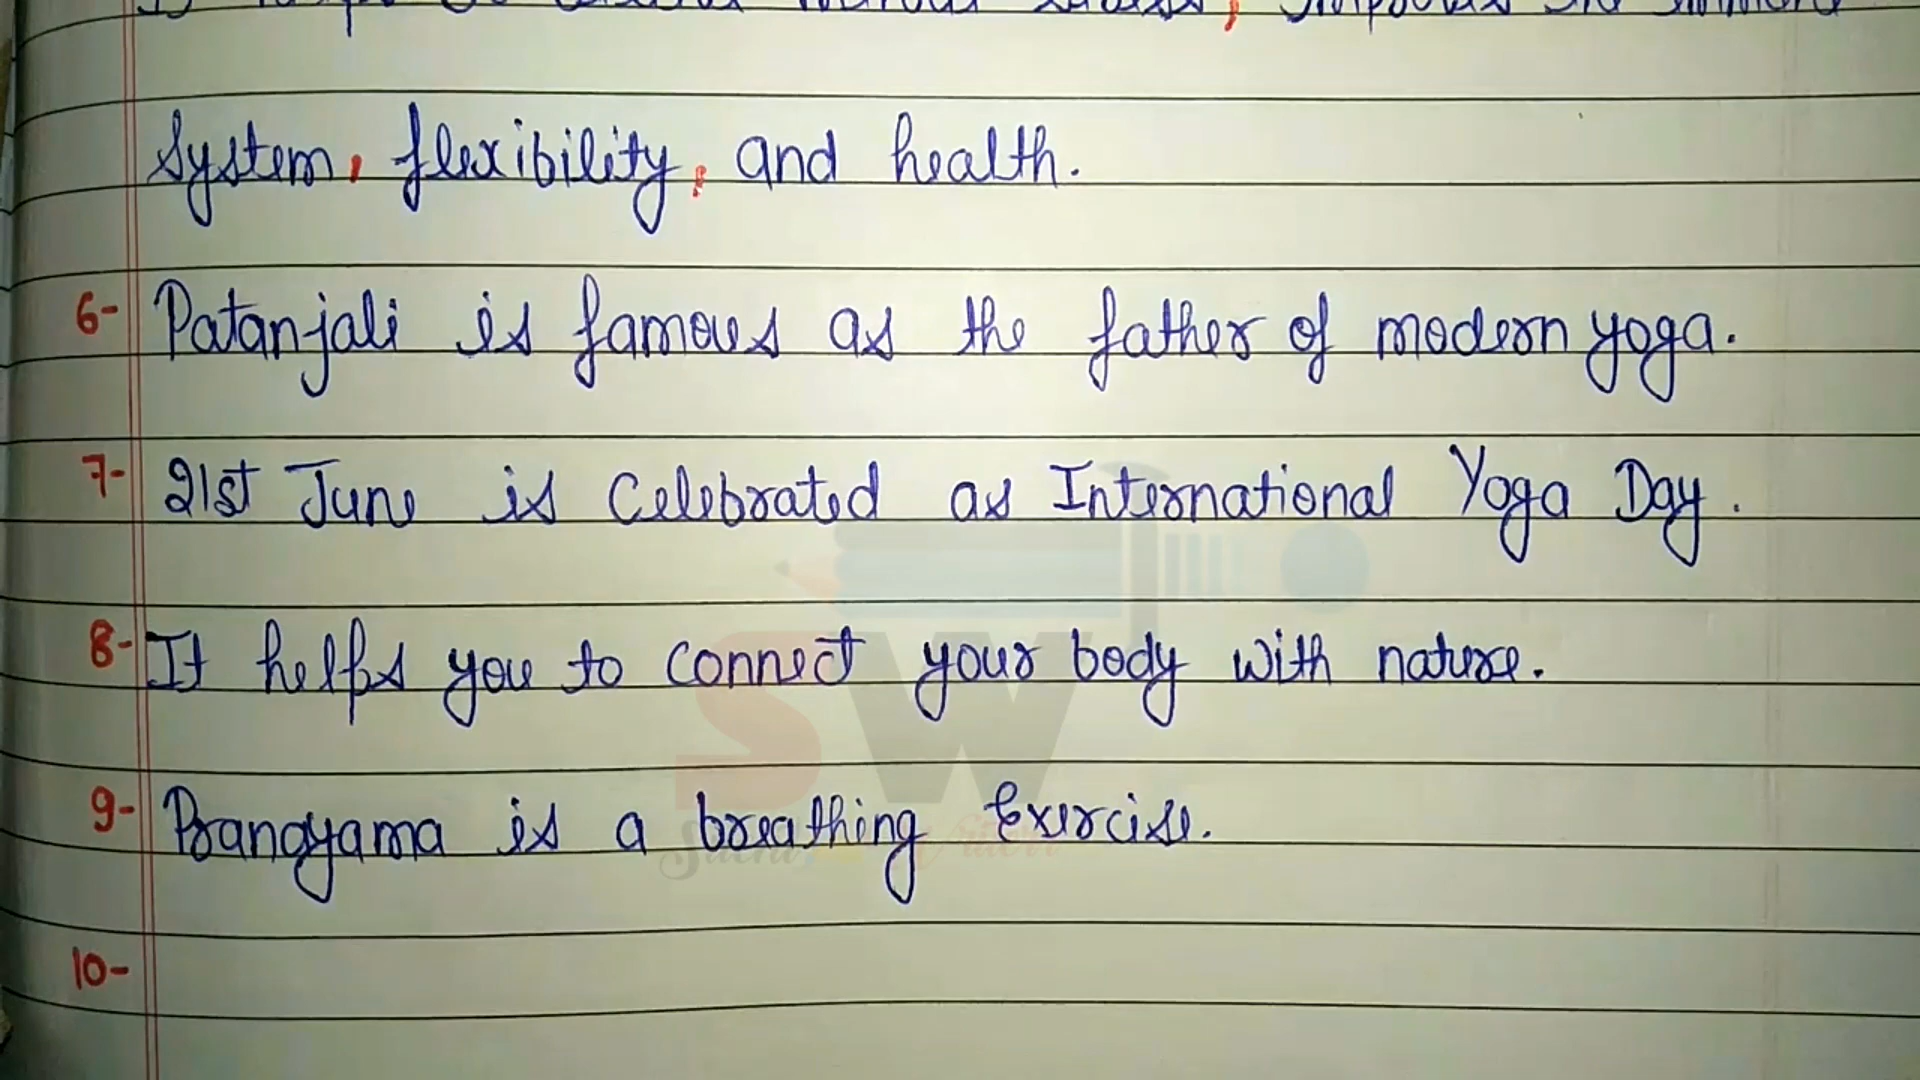 System, flexibility, and health.
6- Patanjali is famous as the father of modern yoga.
7- 21st June is Celebrated as International Yoga Day.
8- It helps you to connect your body with nature.
9- Prangyama is a breathing Exercise.
10-
SW